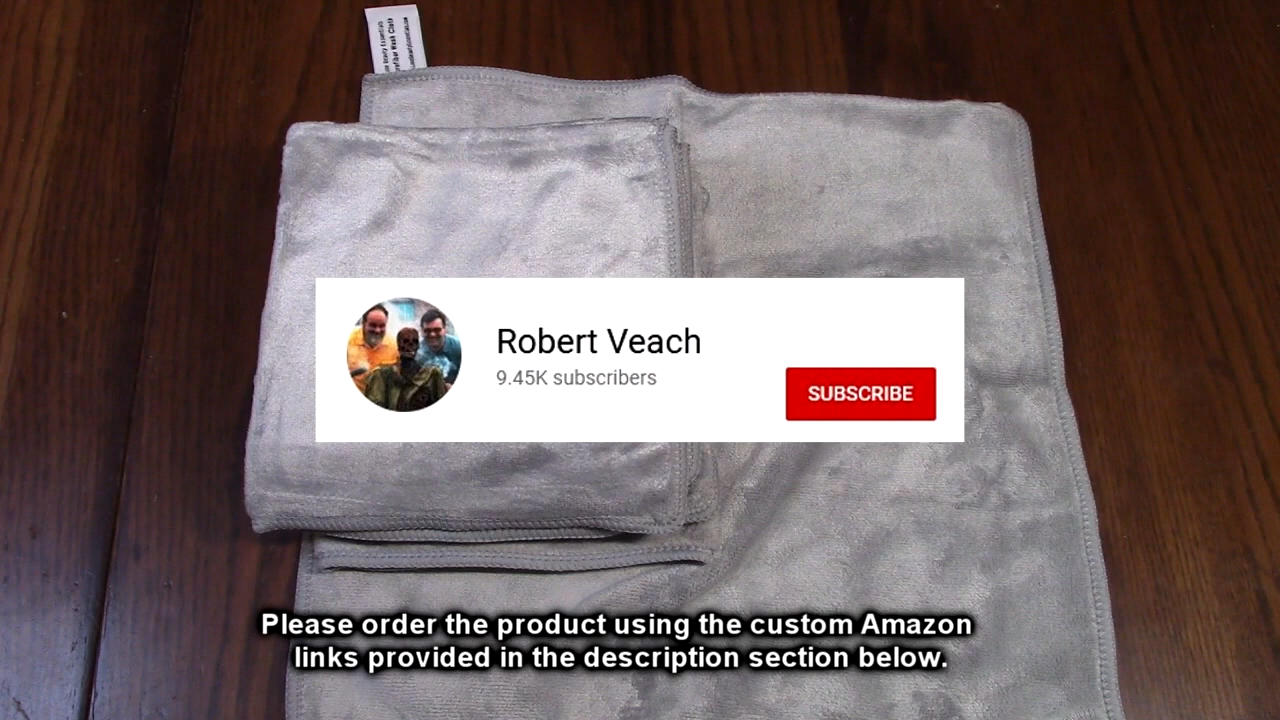 Robert Veach
9.45K subscribers
SUBSCRIBE
Please order the product using the custom Amazon
links provided in the description section below.